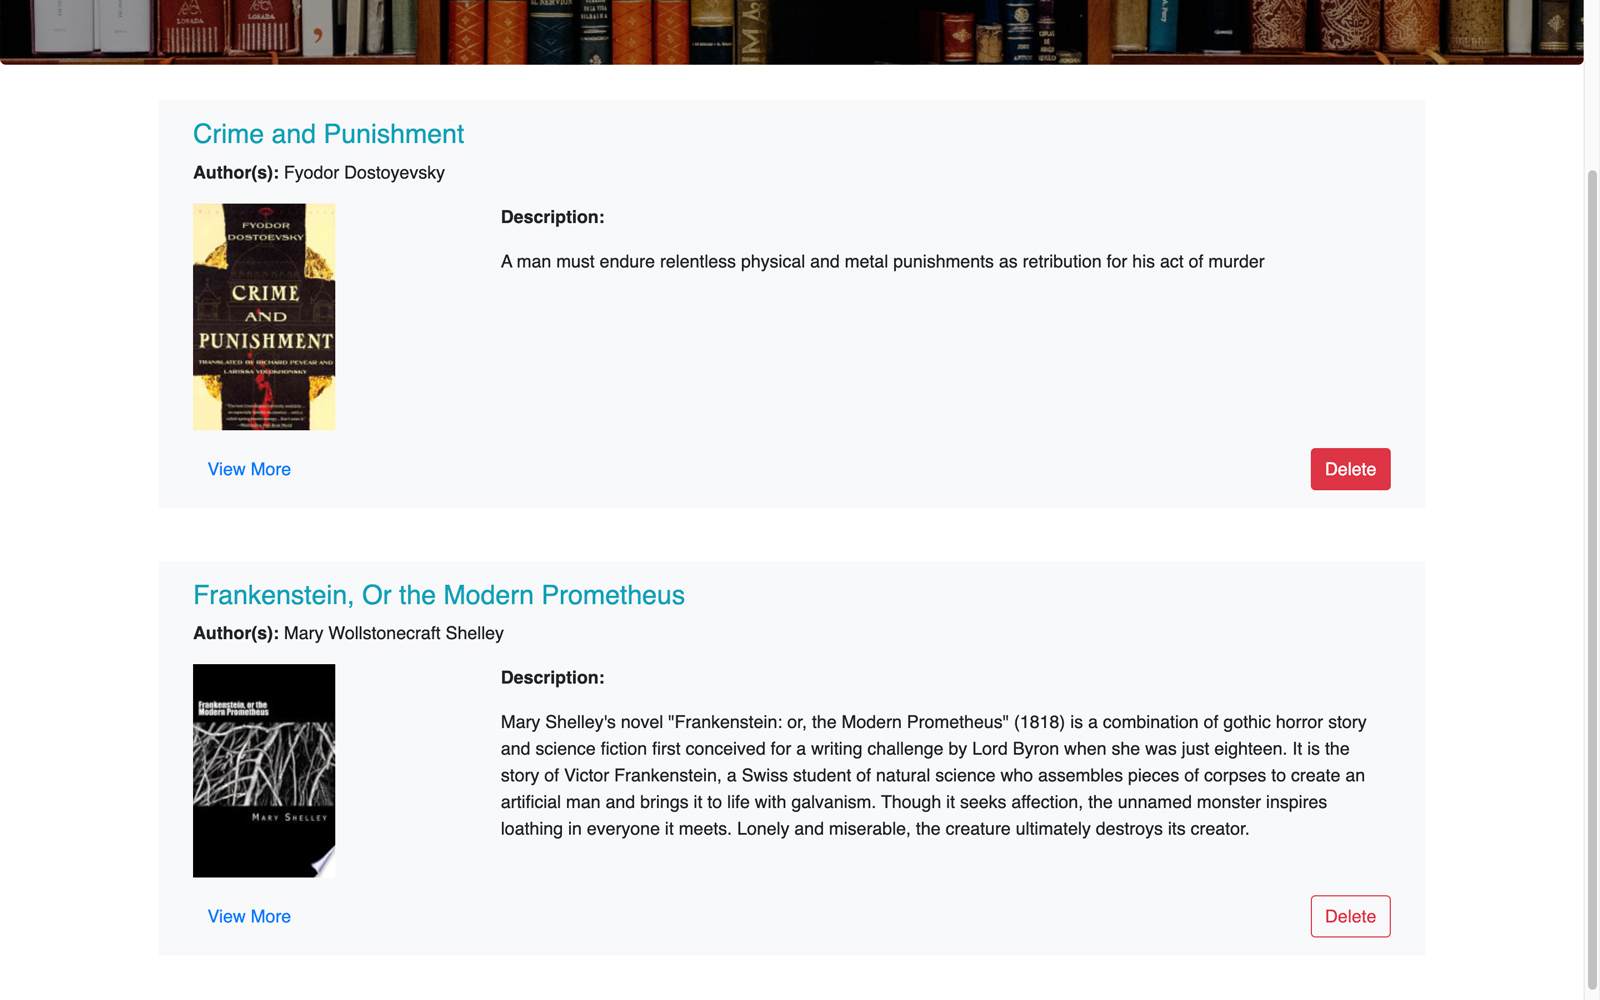 LOSADA
LOSADA
AL NERVION
Crime and Punishment
Author(s): Fyodor Dostoyevsky
FYODOR
DOSTOEVSKY
CRIME
AND
PUNISHMENT
TRANSLATED BY RICHARD PEVEAR AND
LARISSA VOLOKHONSKY
Description:
A man must endure relentless physical and metal punishments as retribution for his act of murder
View More
Delete
Frankenstein, Or the Modern Prometheus
Author(s): Mary Wollstonecraft Shelley
Frankenstein, or the
Modern Prometheus
MARY SHELLEY
Description:
Mary Shelley's novel "Frankenstein: or, the Modern Prometheus" (1818) is a combination of gothic horror story
and science fiction first conceived for a writing challenge by Lord Byron when she was just eighteen. It is the
story of Victor Frankenstein, a Swiss student of natural science who assembles pieces of corpses to create an
artificial man and brings it to life with galvanism. Though it seeks affection, the unnamed monster inspires
loathing in everyone it meets. Lonely and miserable, the creature ultimately destroys its creator.
View More
Delete